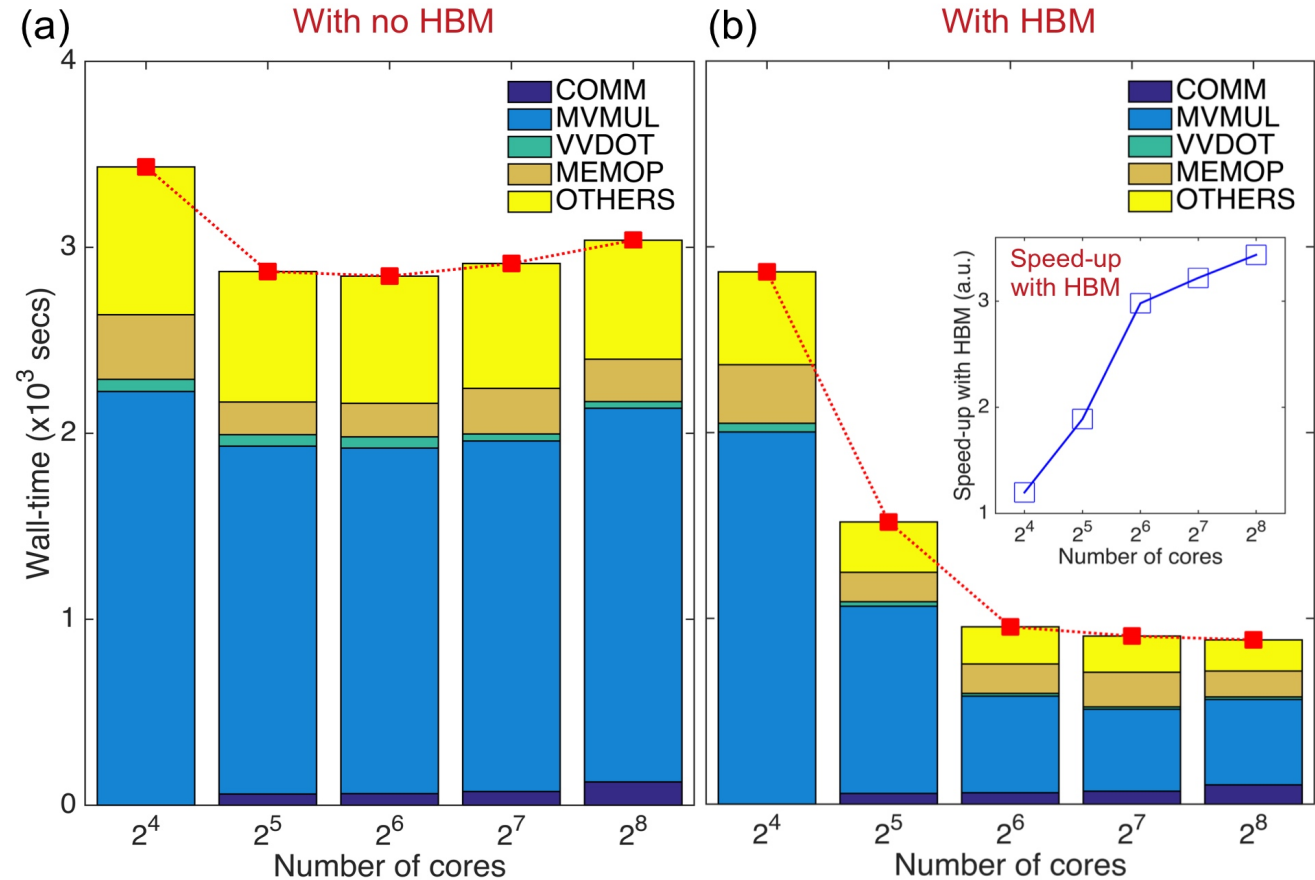 (a)
With no HBM
COMM
MVMUL
VVDOT
MEMOP
OTHERS
Wall-time (x10³ secs)
4
3
2
1
0
2⁴ 2⁵ 2⁶ 2⁷ 2⁸
Number of cores
(b)
With HBM
COMM
MVMUL
VVDOT
MEMOP
OTHERS
Speed-up
with HBM
Speed-up with HBM (a.u.)
3
2
1
2⁴ 2⁵ 2⁶ 2⁷ 2⁸
Number of cores
2⁴ 2⁵ 2⁶ 2⁷ 2⁸
Number of cores